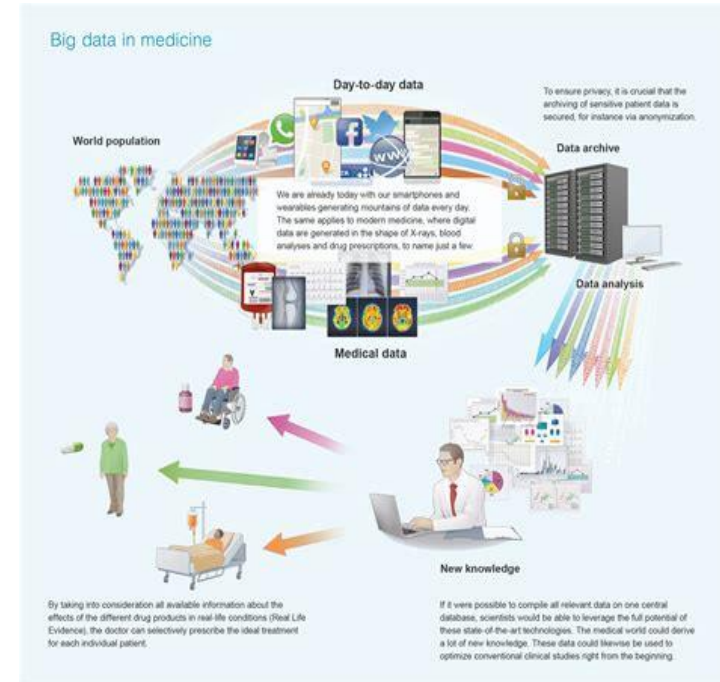 Big data in medicine
Day-to-day data
To ensure privacy, it is crucial that the
archiving of sensitive patient data is
secured, for instance via anonymization.
World population
Data archive
www
We are already today with our smartphones and
wearables generating mountains of data every day.
The same applies to modern medicine, where digital
data are generated in the shape of X-rays, blood
analyses and drug prescriptions, to name just a few.
Data analysis
Medical data
New knowledge
By taking into consideration all available information about the
effects of the different drug products in real-life conditions (Real Life
Evidence), the doctor can selectively prescribe the ideal treatment
for each individual patient.
If it were possible to compile all relevant data on one central
database, scientists would be able to leverage the full potential of
these state-of-the-art technologies. The medical world could derive
a lot of new knowledge. These data could likewise be used to
optimize conventional clinical studies right from the beginning.